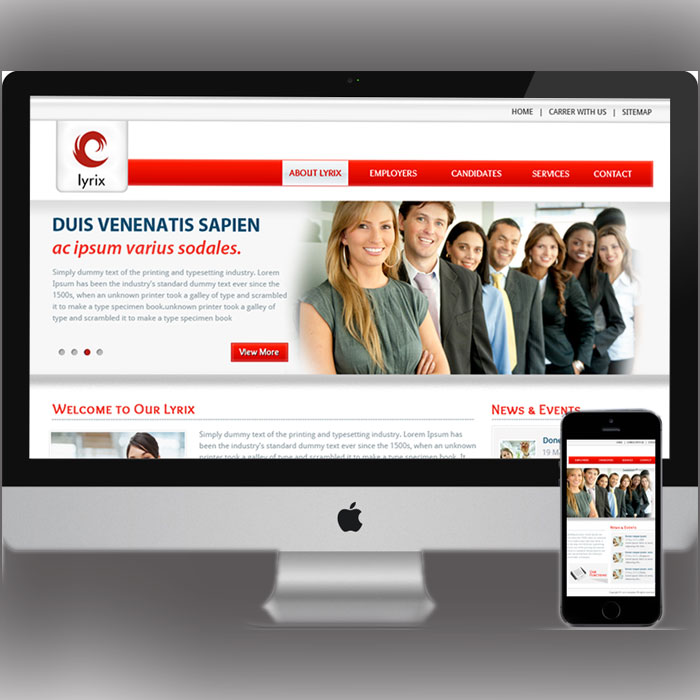 HOME | CARRER WITH US | SITEMAP
lyrix
ABOUT LYRIX EMPLOYERS CANDIDATES SERVICES CONTACT
DUIS VENENATIS SAPIEN
ac ipsum varius sodales.
Simply dummy text of the printing and typesetting industry. Lorem
Ipsum has been the industry's standard dummy text ever since the
1500s, when an unknown printer took a galley of type and scrambled
it to make a type specimen book.unknown printer took a galley of
type and scrambled it to make a type specimen book
View More
Welcome to Our Lyrix
Simply dummy text of the printing and typesetting industry. Lorem Ipsum has
been the industry's standard dummy text ever since the 1500s, when an unknown
printer took a galley of type and scrambled it to make a type specimen book. It
News & Events
19
EMPLOYERS CANDIDATES SERVICES CONTACT
News & Events